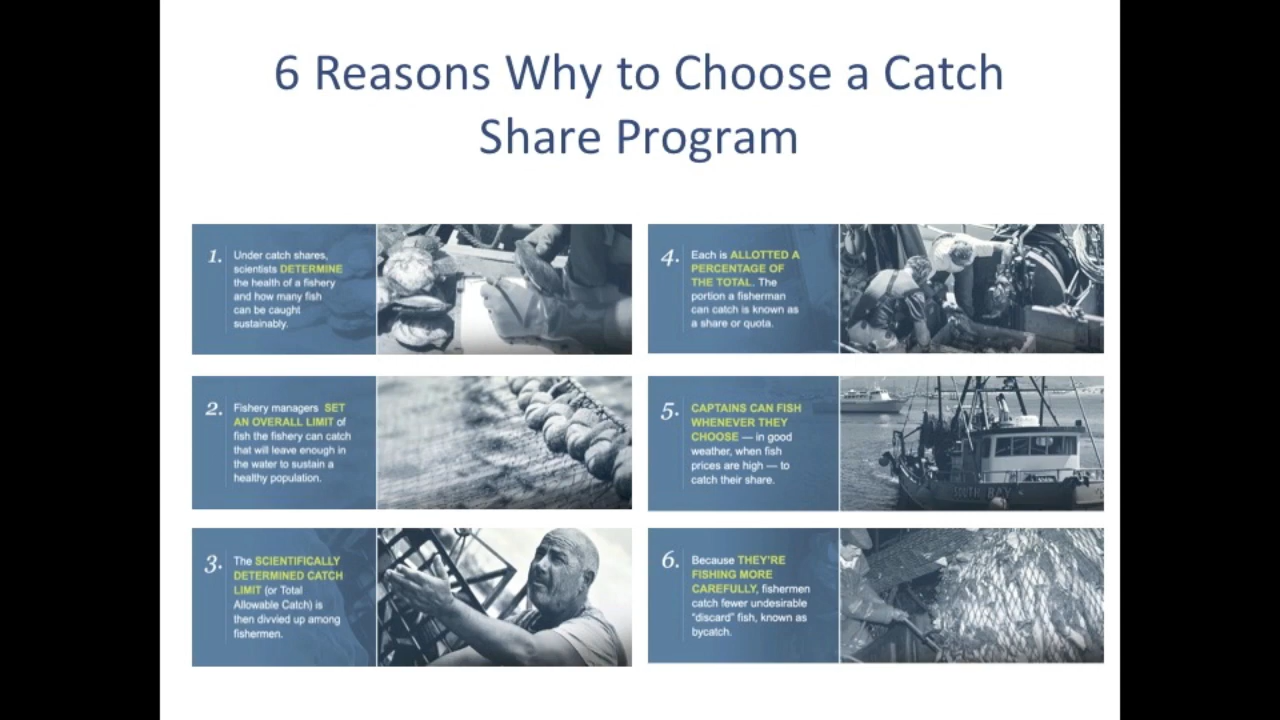 6 Reasons Why to Choose a Catch
Share Program
1.
Under catch shares,
scientists DETERMINE
the health of a fishery
and how many fish
can be caught
sustainably.
2.
Fishery managers SET
AN OVERALL LIMIT of
fish the fishery can catch
that will leave enough in
the water to sustain a
healthy population.
3.
The SCIENTIFICALLY
DETERMINED CATCH
LIMIT (or Total
Allowable Catch) is
then divvied up among
fishermen.
4.
Each is ALLOTTED A
PERCENTAGE OF
THE TOTAL. The
portion a fisherman
can catch is known as
a share or quota.
5.
CAPTAINS CAN FISH
WHENEVER THEY
CHOOSE — in good
weather, when fish
prices are high — to
catch their share.
SOUTH BAY
6.
Because THEY'RE
FISHING MORE
CAREFULLY, fishermen
catch fewer undesirable
“discard” fish, known as
bycatch.